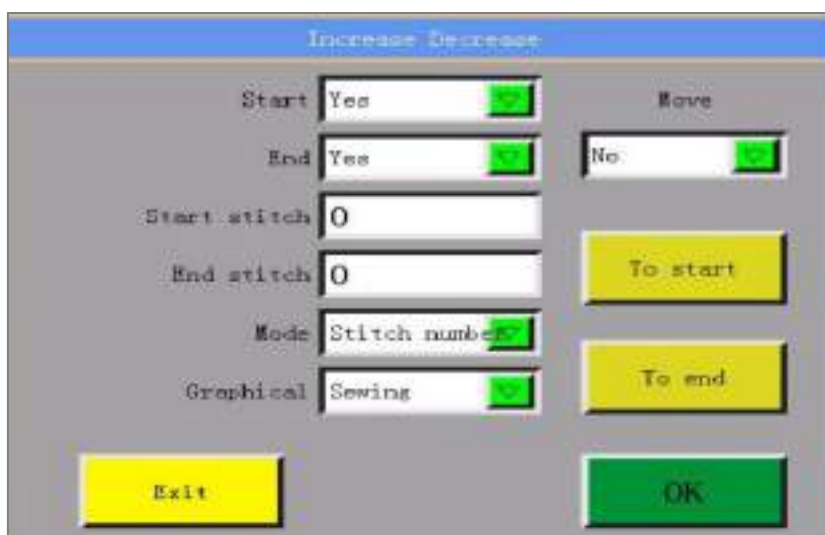 Increase Decrease
Start Yes
Move
End Yes
No
Start stitch 0
End stitch 0
To start
Mode Stitch number
Graphical Sewing
To end
Exit
OK